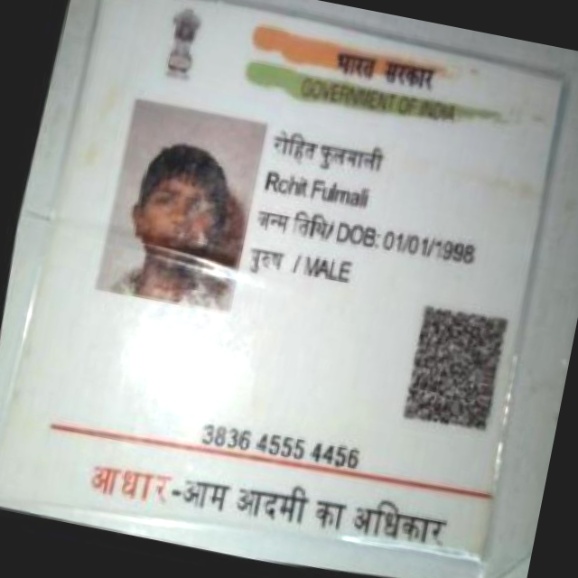 भारत सरकार
GOVERNMENT OF INDIA
रोहित फुलमाली
Rohit Fulmali
जन्म तिथि/ DOB: 01/01/1998
पुरुष / MALE
3836 4555 4456
आधार-आम आदमी का अधिकार